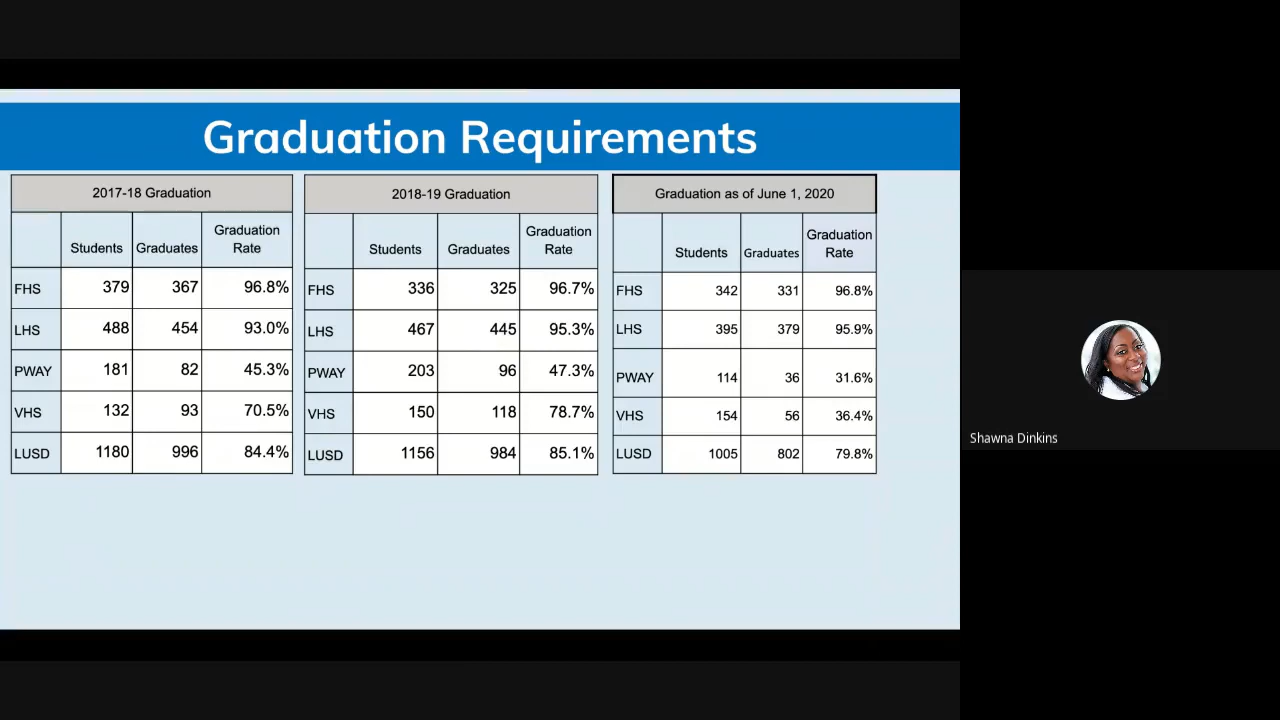 Graduation Requirements
2017-18 Graduation
Students Graduates Graduation Rate
FHS 379 367 96.8%
LHS 488 454 93.0%
PWAY 181 82 45.3%
VHS 132 93 70.5%
LUSD 1180 996 84.4%
2018-19 Graduation
Students Graduates Graduation Rate
FHS 336 325 96.7%
LHS 467 445 95.3%
PWAY 203 96 47.3%
VHS 150 118 78.7%
LUSD 1156 984 85.1%
Graduation as of June 1, 2020
Students Graduates Graduation Rate
FHS 342 331 96.8%
LHS 395 379 95.9%
PWAY 114 36 31.6%
VHS 154 56 36.4%
LUSD 1005 802 79.8%
Shawna Dinkins